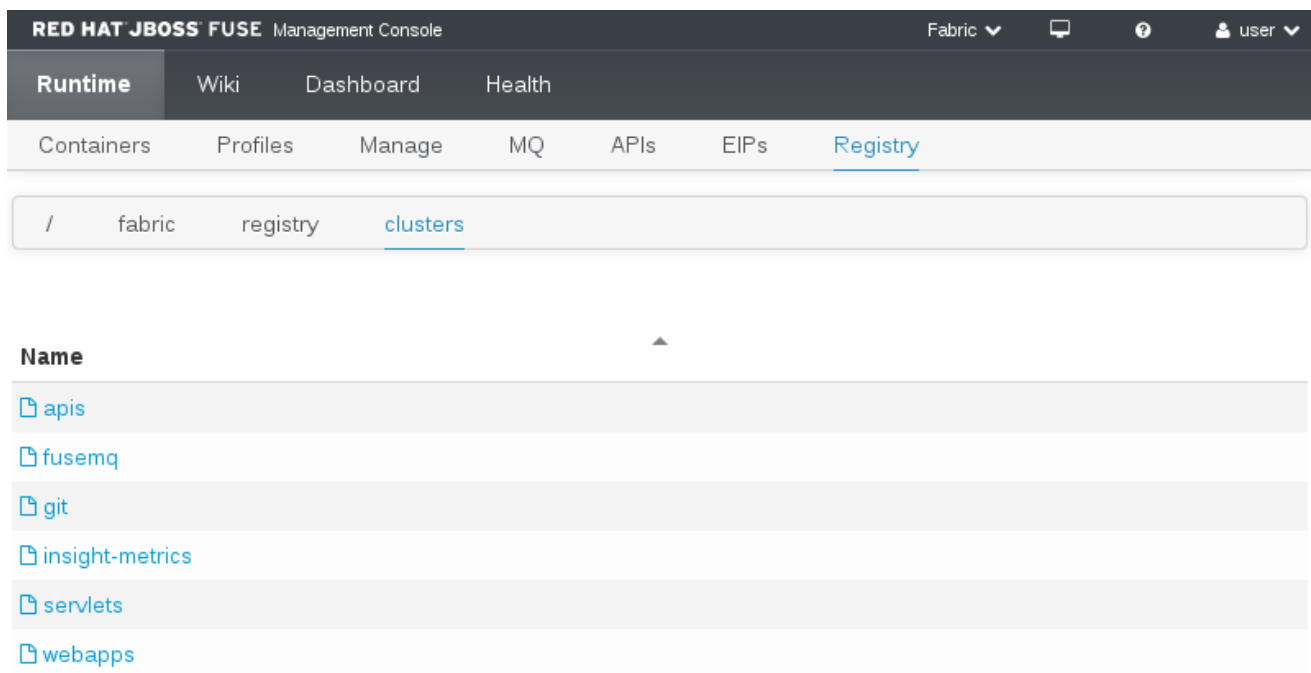 RED HAT JBOSS FUSE Management Console Fabric user
Runtime Wiki Dashboard Health
Containers Profiles Manage MQ APIs EIPs Registry
/ fabric registry clusters
Name
apis
fusemq
git
insight-metrics
servlets
webapps